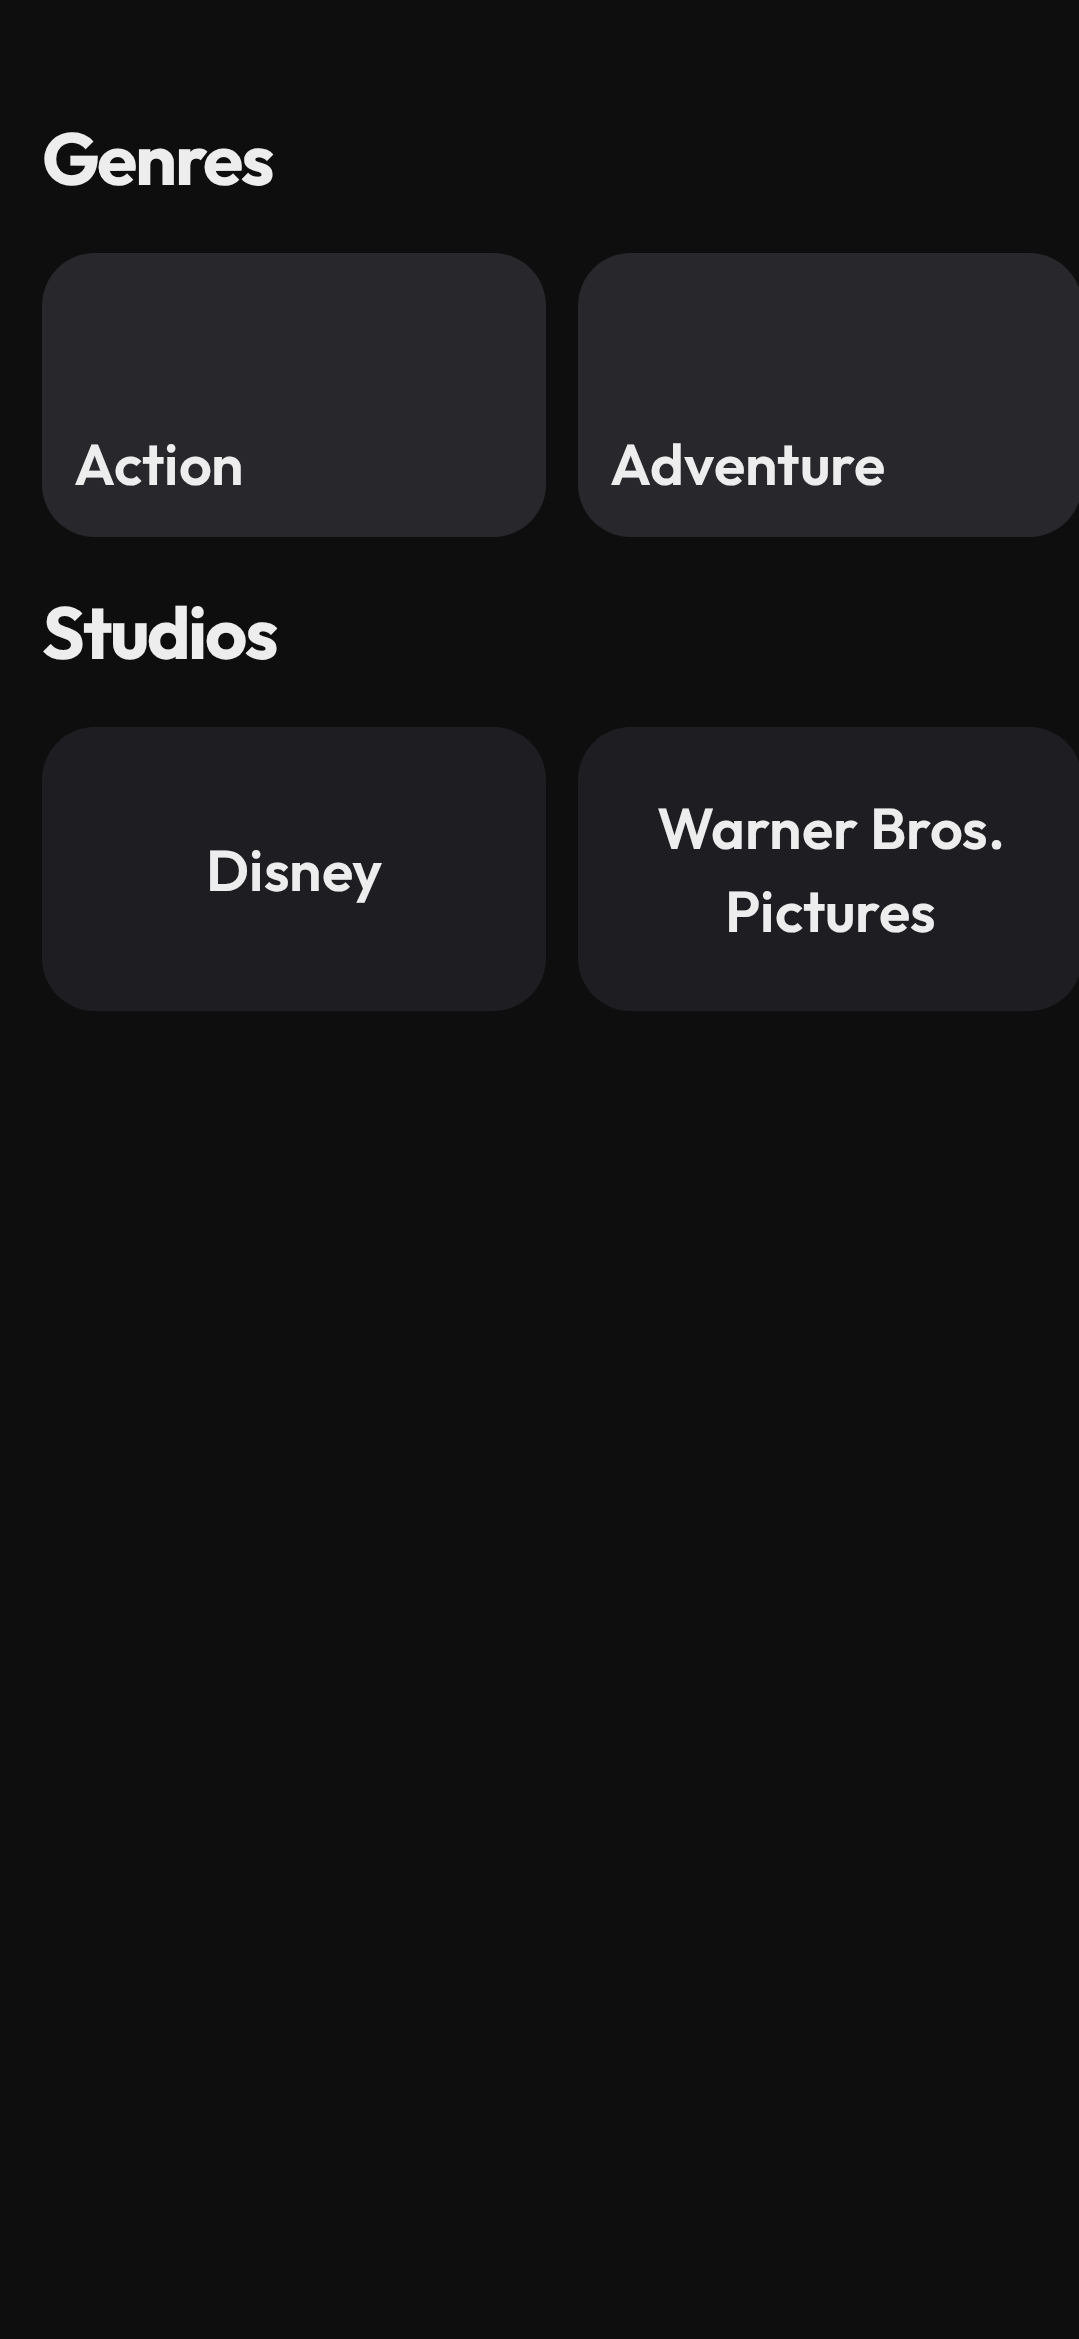 Genres
Action
Adventure
Studios
Disney
Warner Bros.
Pictures